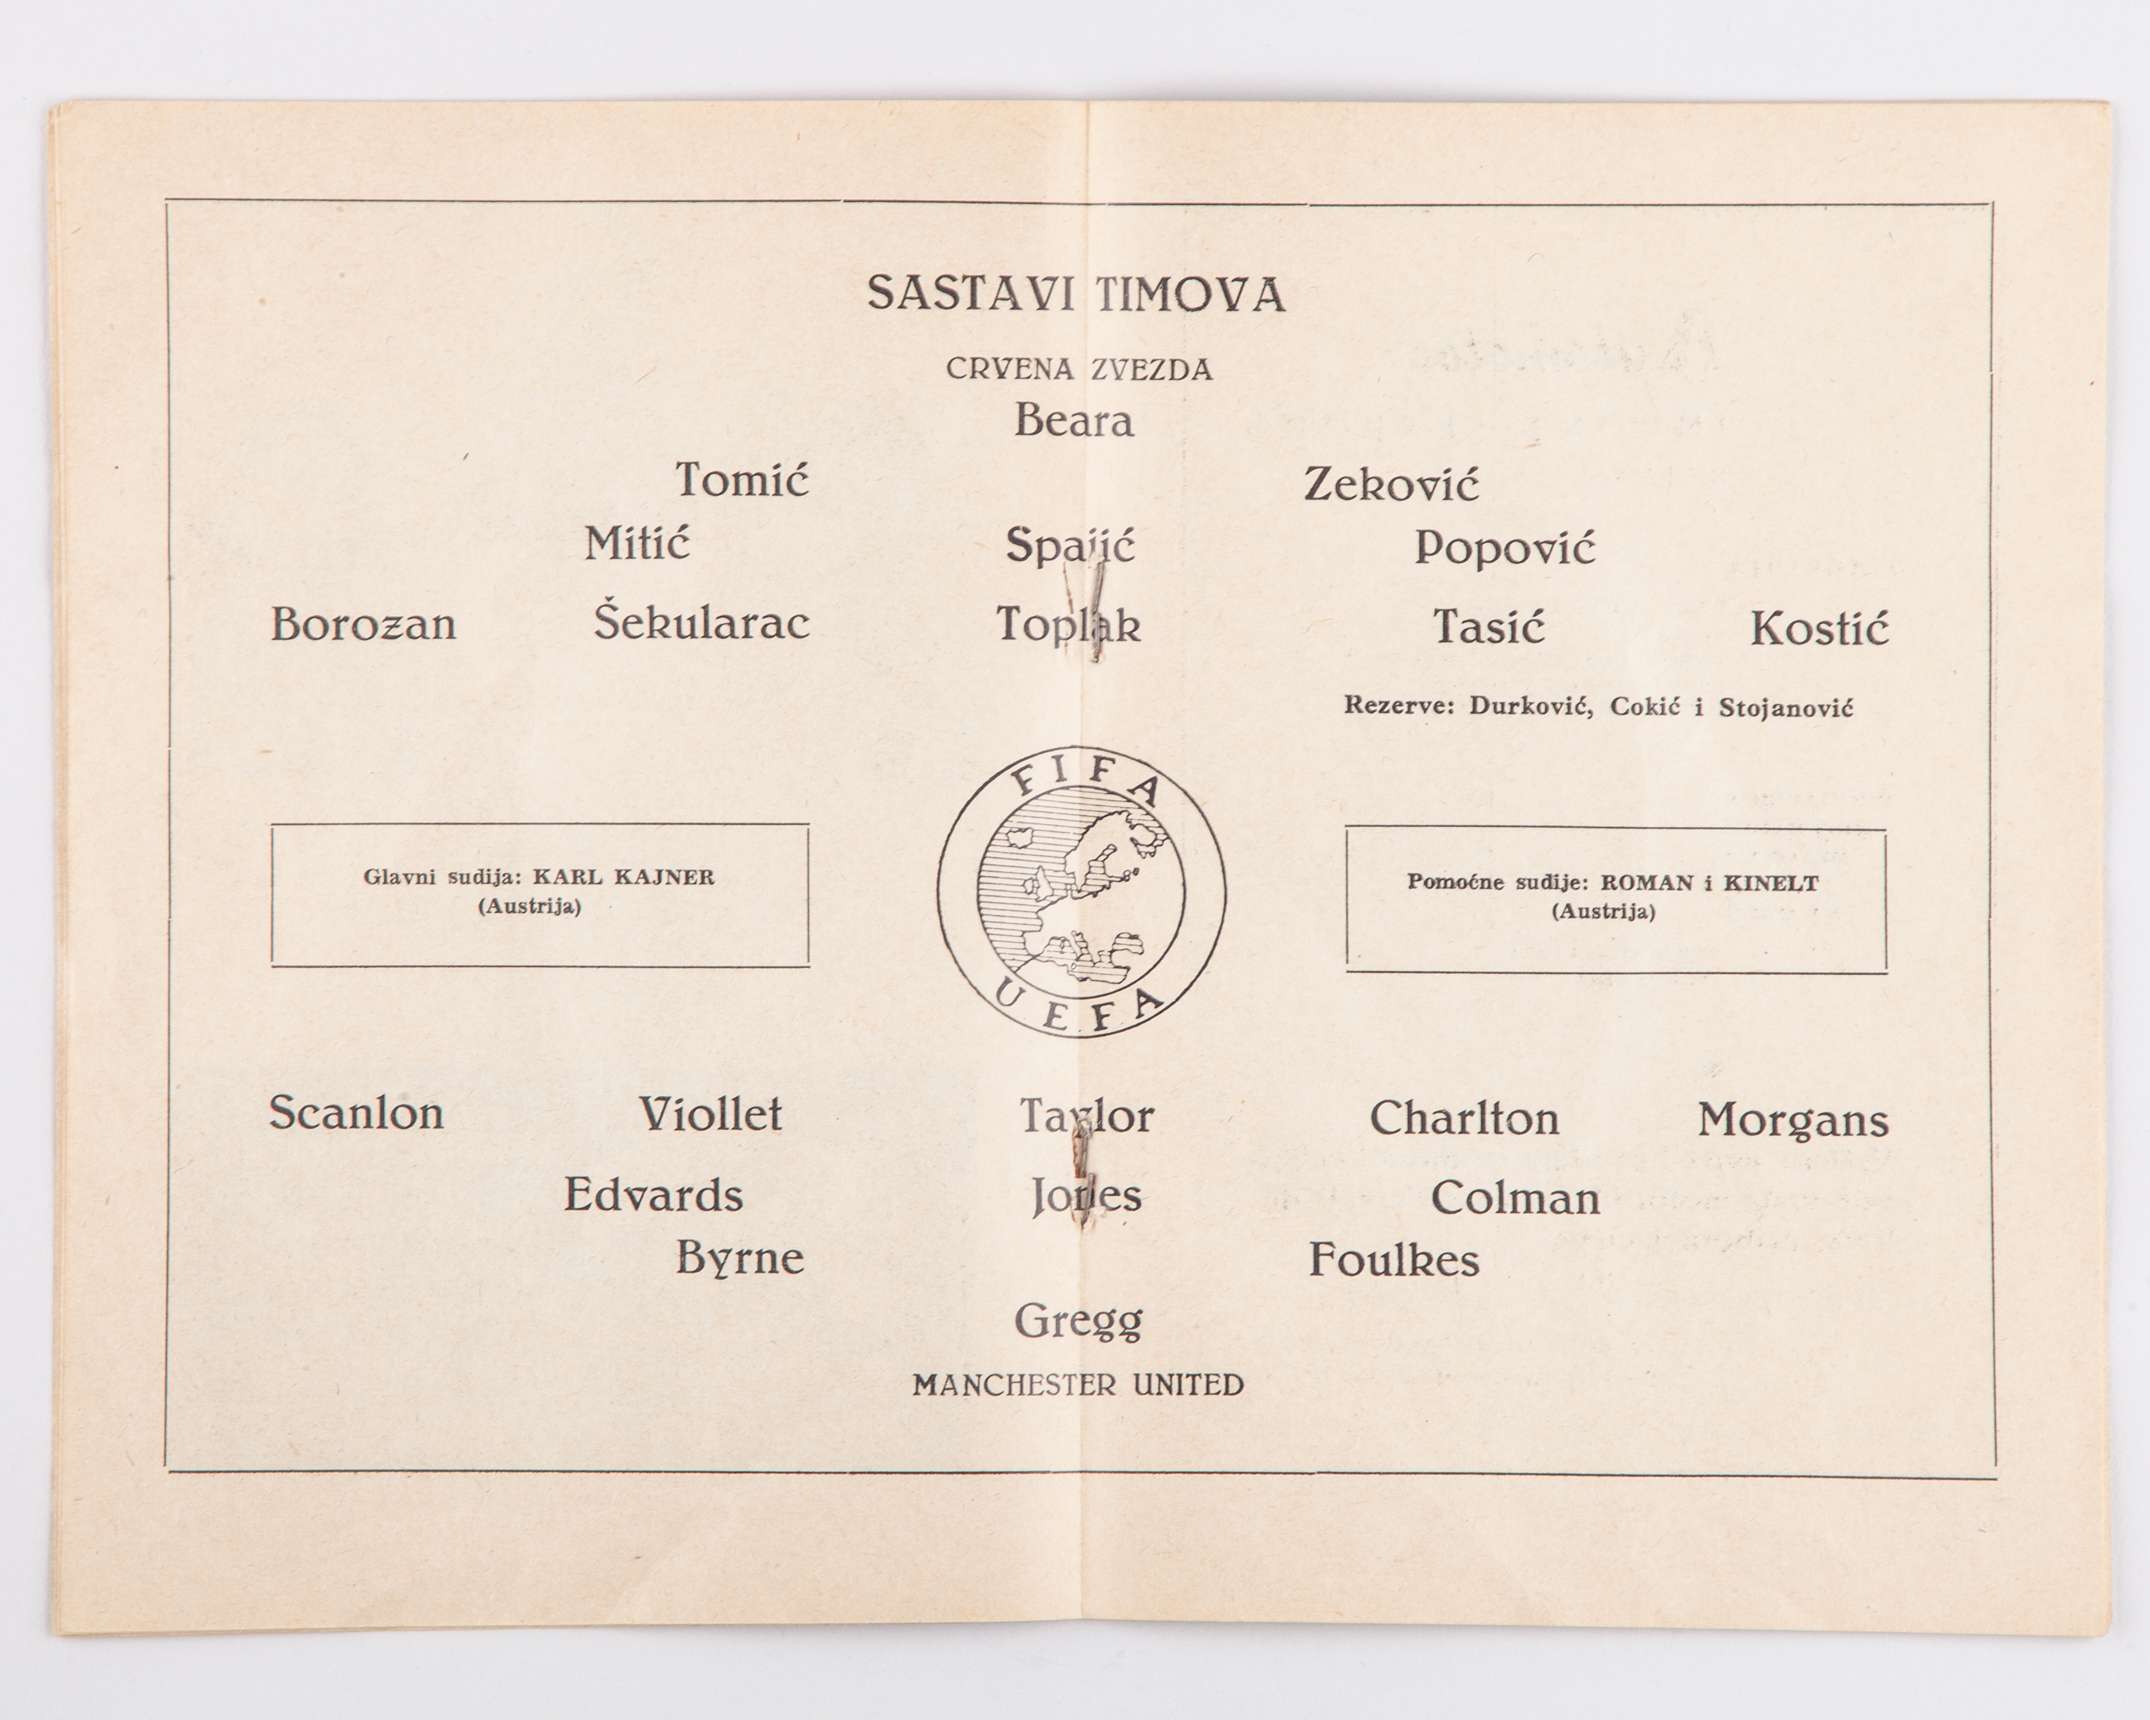 SASTAVI TIMOVA
CRVENA ZVEZDA
Beara
Tomić Zeković
Mitić Spajić Popović
Borozan Šekularac Toplak Tasić Kostić
Rezerve: Durković, Cokić i Stojanović
FIFA
Glavni sudija: KARL KAJNER
(Austrija)
Pomoćne sudije: ROMAN i KINELT
(Austrija)
UEFA
Scanlon Viollet Taylor Charlton Morgans
Edvards Jones Colman
Byrne Foulkes
Gregg
MANCHESTER UNITED